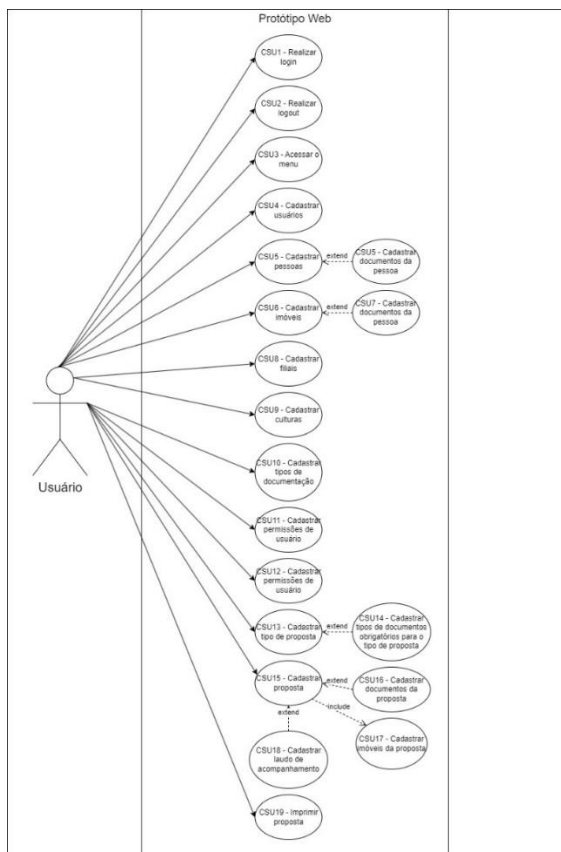 Protótipo Web
CSU1 - Realizar
login
CSU2 - Realizar
logout
CSU3 - Acessar o
menu
CSU4 - Cadastrar
usuários
CSU5 - Cadastrar
pessoas
extend
CSU5 - Cadastrar
documentos da
pessoa
CSU6 - Cadastrar
imóveis
extend
CSU7 - Cadastrar
documentos da
pessoa
CSU8 - Cadastrar
filiais
CSU9 - Cadastrar
culturas
Usuário
CSU10 - Cadastrar
tipos de
documentação
CSU11 - Cadastrar
permissões de
usuário
CSU12 - Cadastrar
permissões de
usuário
CSU13 - Cadastrar
tipo de proposta
extend
CSU14 - Cadastrar
tipos de documentos
obrigatórios para o
tipo de proposta
CSU15 - Cadastrar
proposta
extend
CSU16 - Cadastrar
documentos da
proposta
include
CSU17 - Cadastrar
imóveis da proposta
extend
CSU18 - Cadastrar
laudo de
acompanhamento
CSU19 - Imprimir
proposta